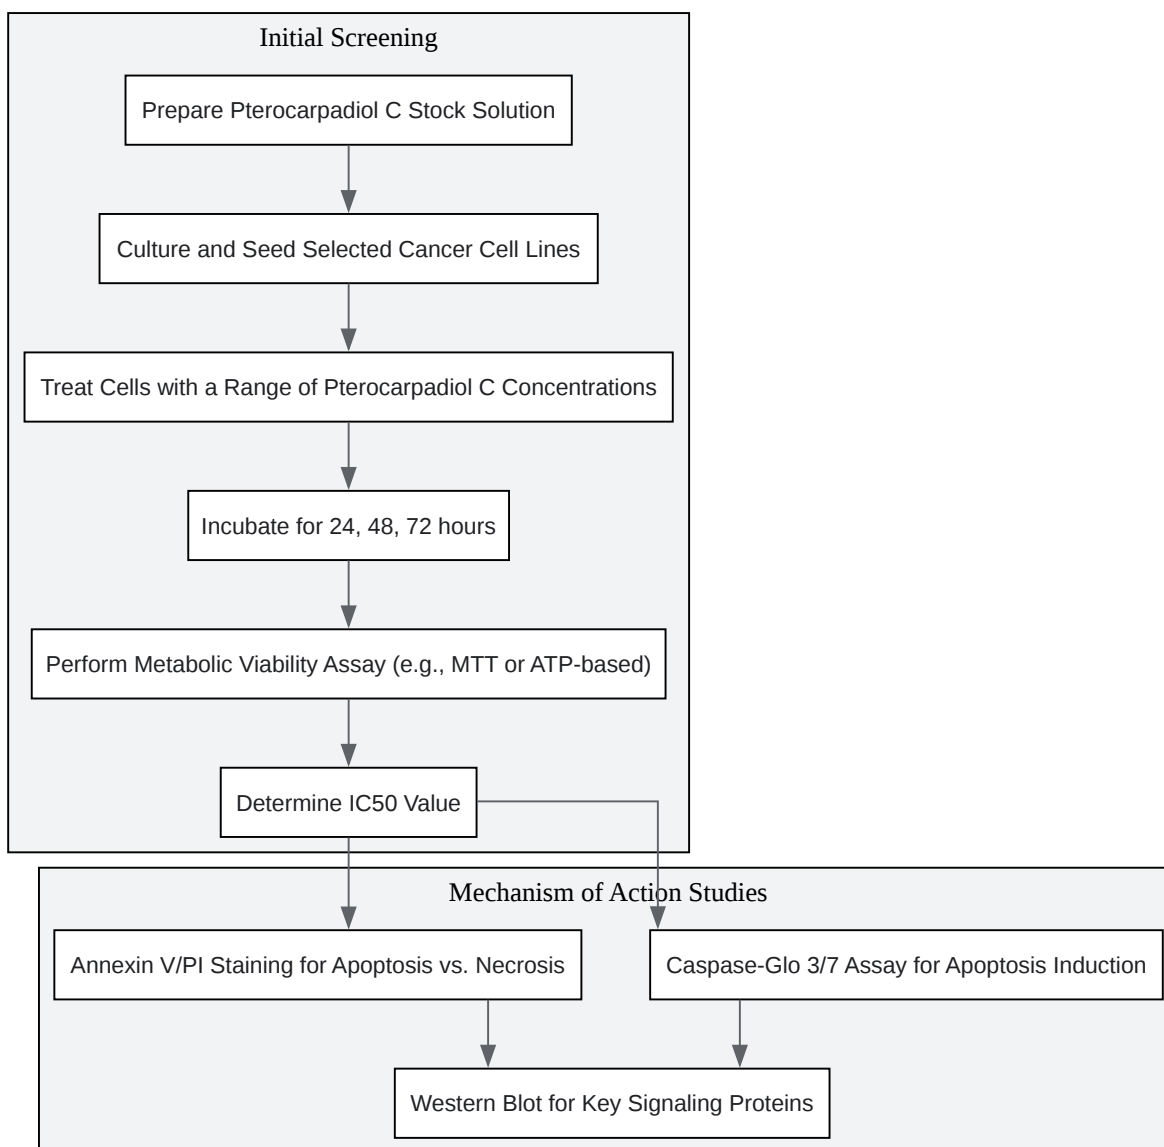 Initial Screening
Prepare Pterocarpadiol C Stock Solution
Culture and Seed Selected Cancer Cell Lines
Treat Cells with a Range of Pterocarpadiol C Concentrations
Incubate for 24, 48, 72 hours
Perform Metabolic Viability Assay (e.g., MTT or ATP-based)
Determine IC50 Value
Mechanism of Action Studies
Annexin V/PI Staining for Apoptosis vs. Necrosis
Caspase-Glo 3/7 Assay for Apoptosis Induction
Western Blot for Key Signaling Proteins